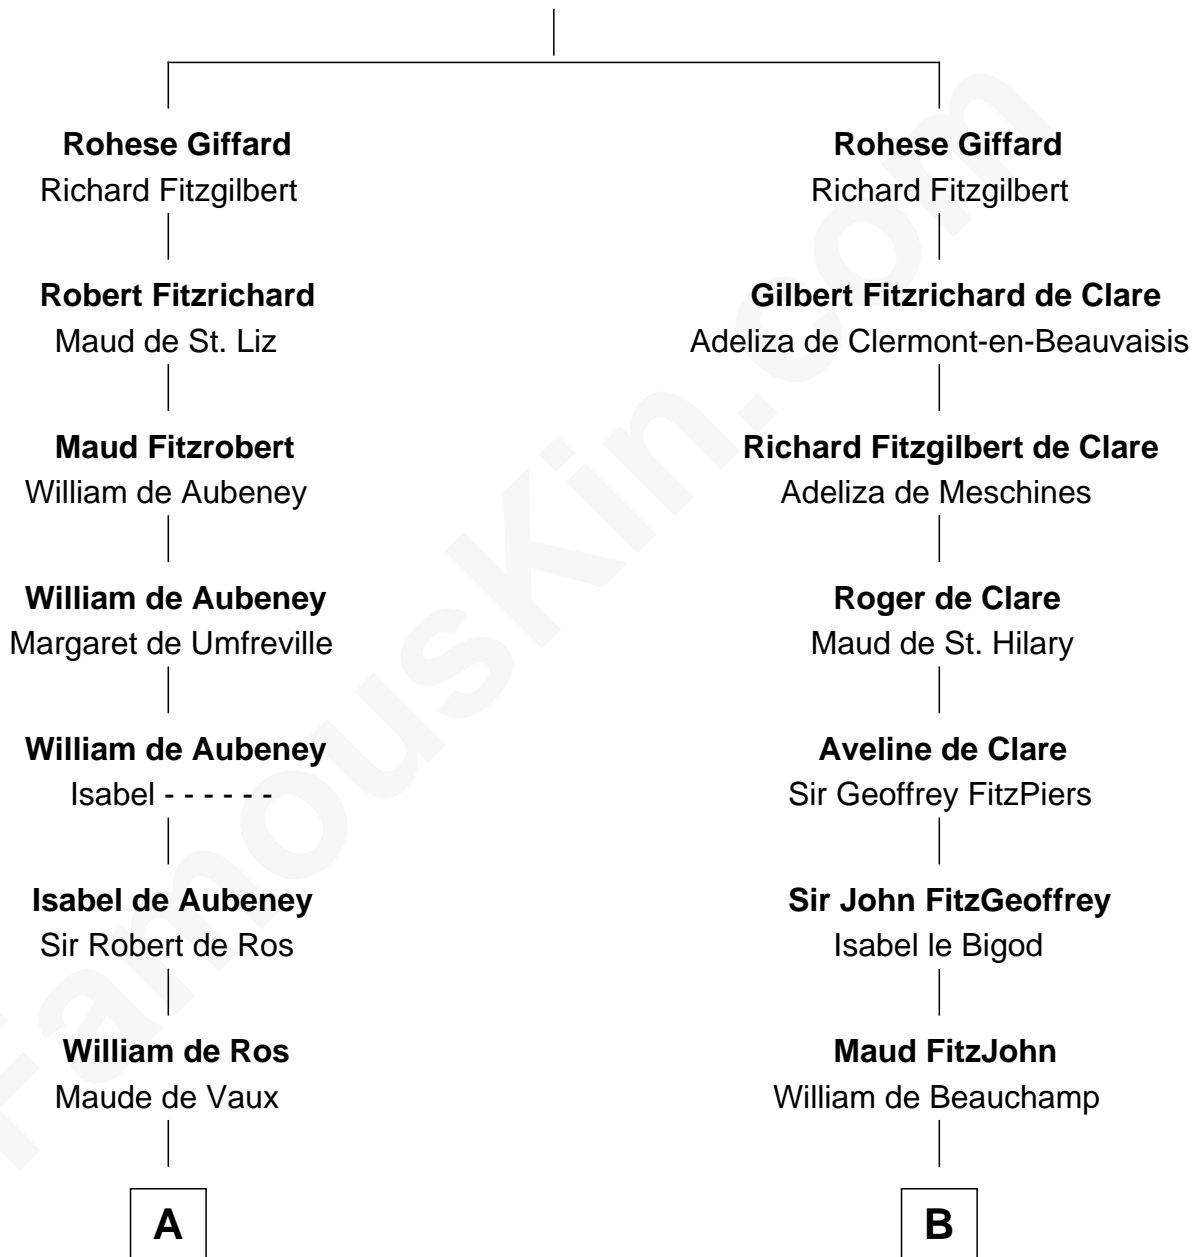 Rohese Giffard
Richard Fitzgilbert
Robert Fitzrichard
Maud de St. Liz
Maud Fitzrobert
William de Aubeney
William de Aubeney
Margaret de Umfreville
William de Aubeney
Isabel - - - - - -
Isabel de Aubeney
Sir Robert de Ros
William de Ros
Maude de Vaux
A
Rohese Giffard
Richard Fitzgilbert
Gilbert Fitzrichard de Clare
Adeliza de Clermont-en-Beauvaisis
Richard Fitzgilbert de Clare
Adeliza de Meschines
Roger de Clare
Maud de St. Hilary
Aveline de Clare
Sir Geoffrey FitzPiers
Sir John FitzGeoffrey
Isabel le Bigod
Maud FitzJohn
William de Beauchamp
B
FamousKin.com